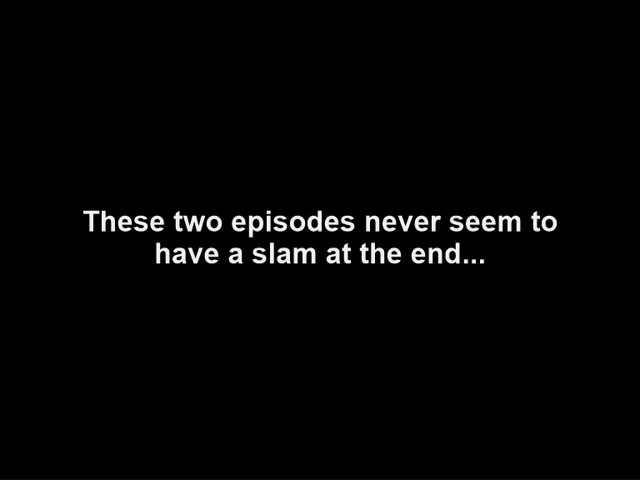 These two episodes never seem to
have a slam at the end...